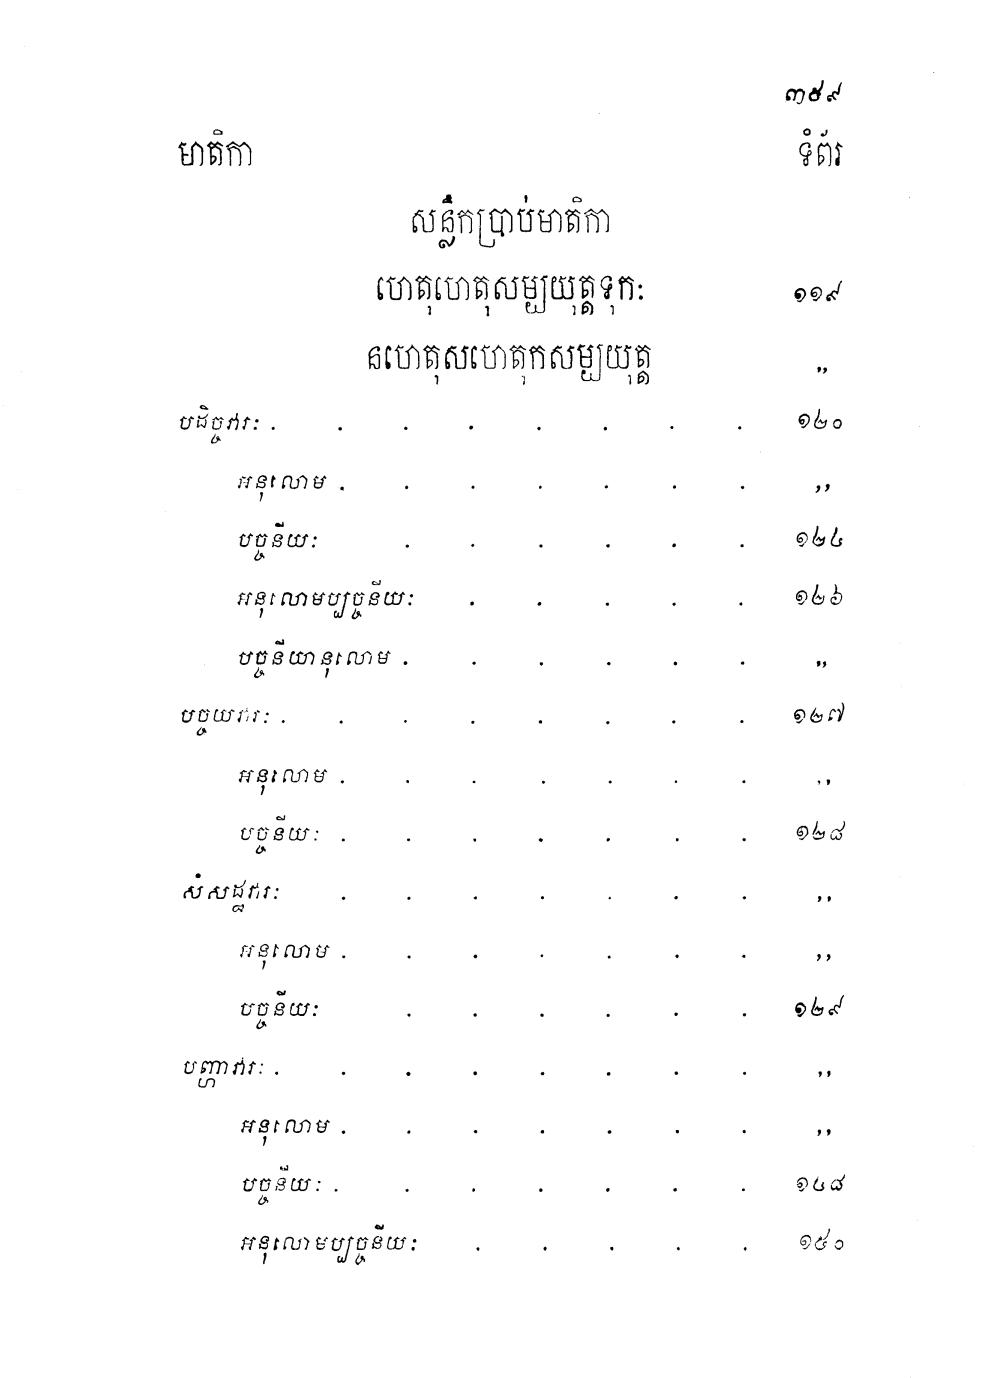 ៣៥៩
មាតិកា ទំព័រ
សន្លឹកប្រាប់មាតិកា
ហេតុហេតុសម្បយុត្តទុកៈ ១១៩
នហេតុសហេតុកសម្បយុត្ត ,,
បដិច្ចវារៈ . . . . . . . . ១២០
អនុលោម . . . . . . . ,,
បច្ចនីយៈ . . . . . . ១២៤
អនុលោមប្បច្ចនីយៈ . . . . . ១២៦
បច្ចនីយានុលោម . . . . . . ,,
បច្ចយវារៈ . . . . . . . . ១២៧
អនុលោម . . . . . . . ,,
បច្ចនីយៈ . . . . . . . ១២៨
សំសដ្ឋវារៈ . . . . . . . ,,
អនុលោម . . . . . . . ,,
បច្ចនីយៈ . . . . . . ១២៩
បញ្ហាវារៈ . . . . . . . . ,,
អនុលោម . . . . . . . ,,
បច្ចនីយៈ . . . . . . . ១៤៨
អនុលោមប្បច្ចនីយៈ . . . . . ១៥០